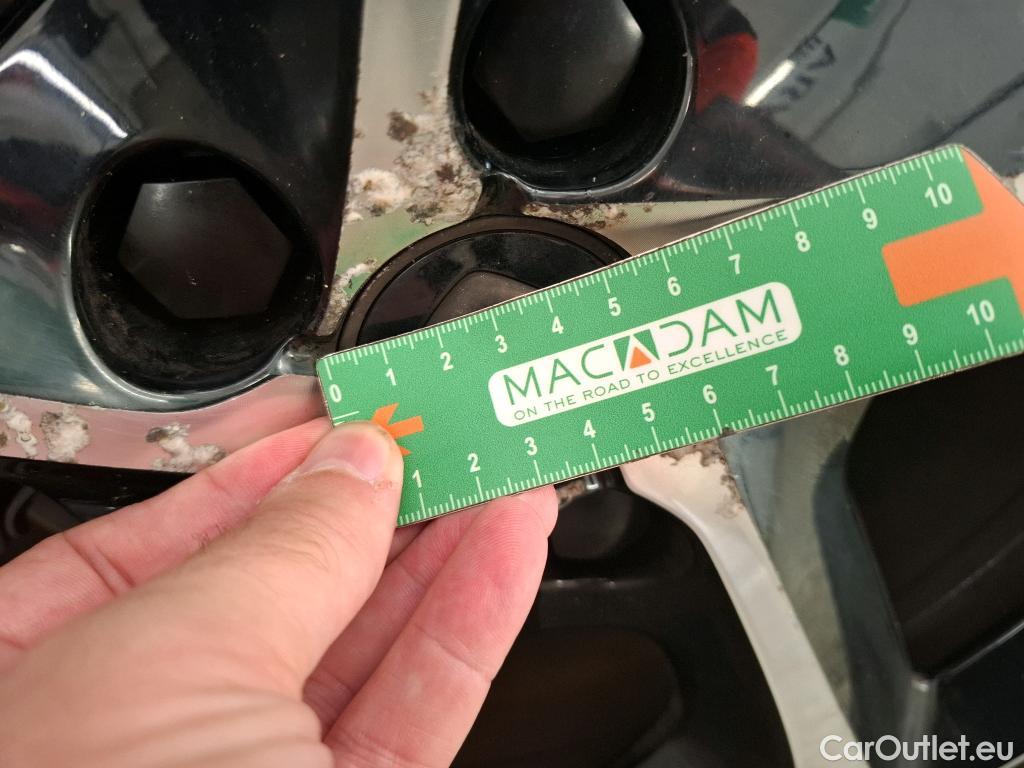 0 1 2 3 4 5 6 7 8 9 10
MACADAM
ON THE ROAD TO EXCELLENCE
1 2 3 4 5 6 7 8 9 10
CarOutlet.eu